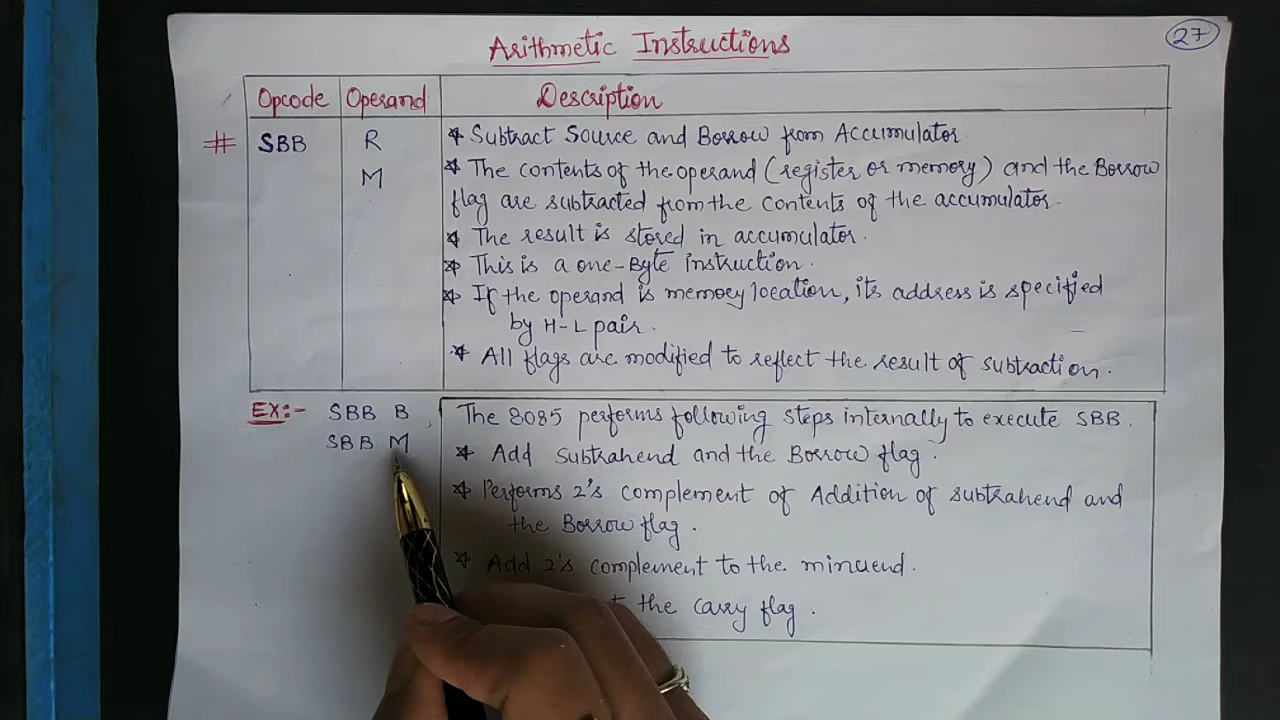 27
Arithmetic Instructions
Opcode Operand Description
# SBB R * Subtract Source and Borrow from Accumulator.
M * The contents of the operand (register or memory) and the Borrow
flag are subtracted from the contents of the accumulator.
* The result is stored in accumulator.
* This is a one-Byte instruction.
* If the operand is memory location, its address is specified
by H-L pair.
* All flags are modified to reflect the result of subtraction.
Ex:- SBB B, The 8085 performs following steps internally to execute SBB.
SBB M * Add Subtrahend and the Borrow flag.
* Performs 2's complement of Addition of subtrahend and
the Borrow flag.
* Add 2's complement to the minuend.
the carry flag.